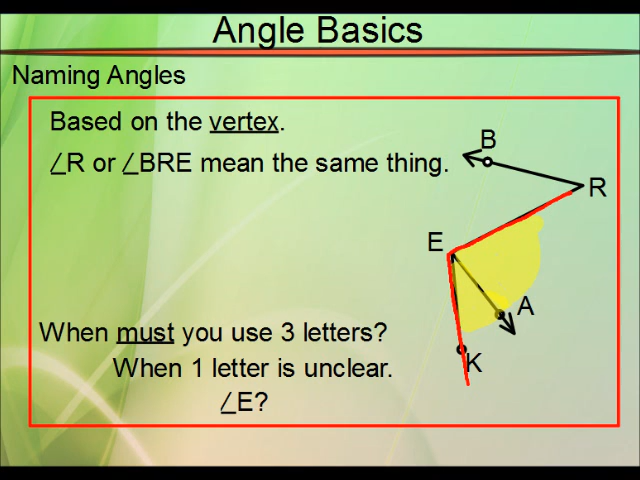 Angle Basics
Naming Angles
Based on the vertex.
∠R or ∠BRE mean the same thing.
B
R
E
A
When must you use 3 letters?
K
When 1 letter is unclear.
∠E?